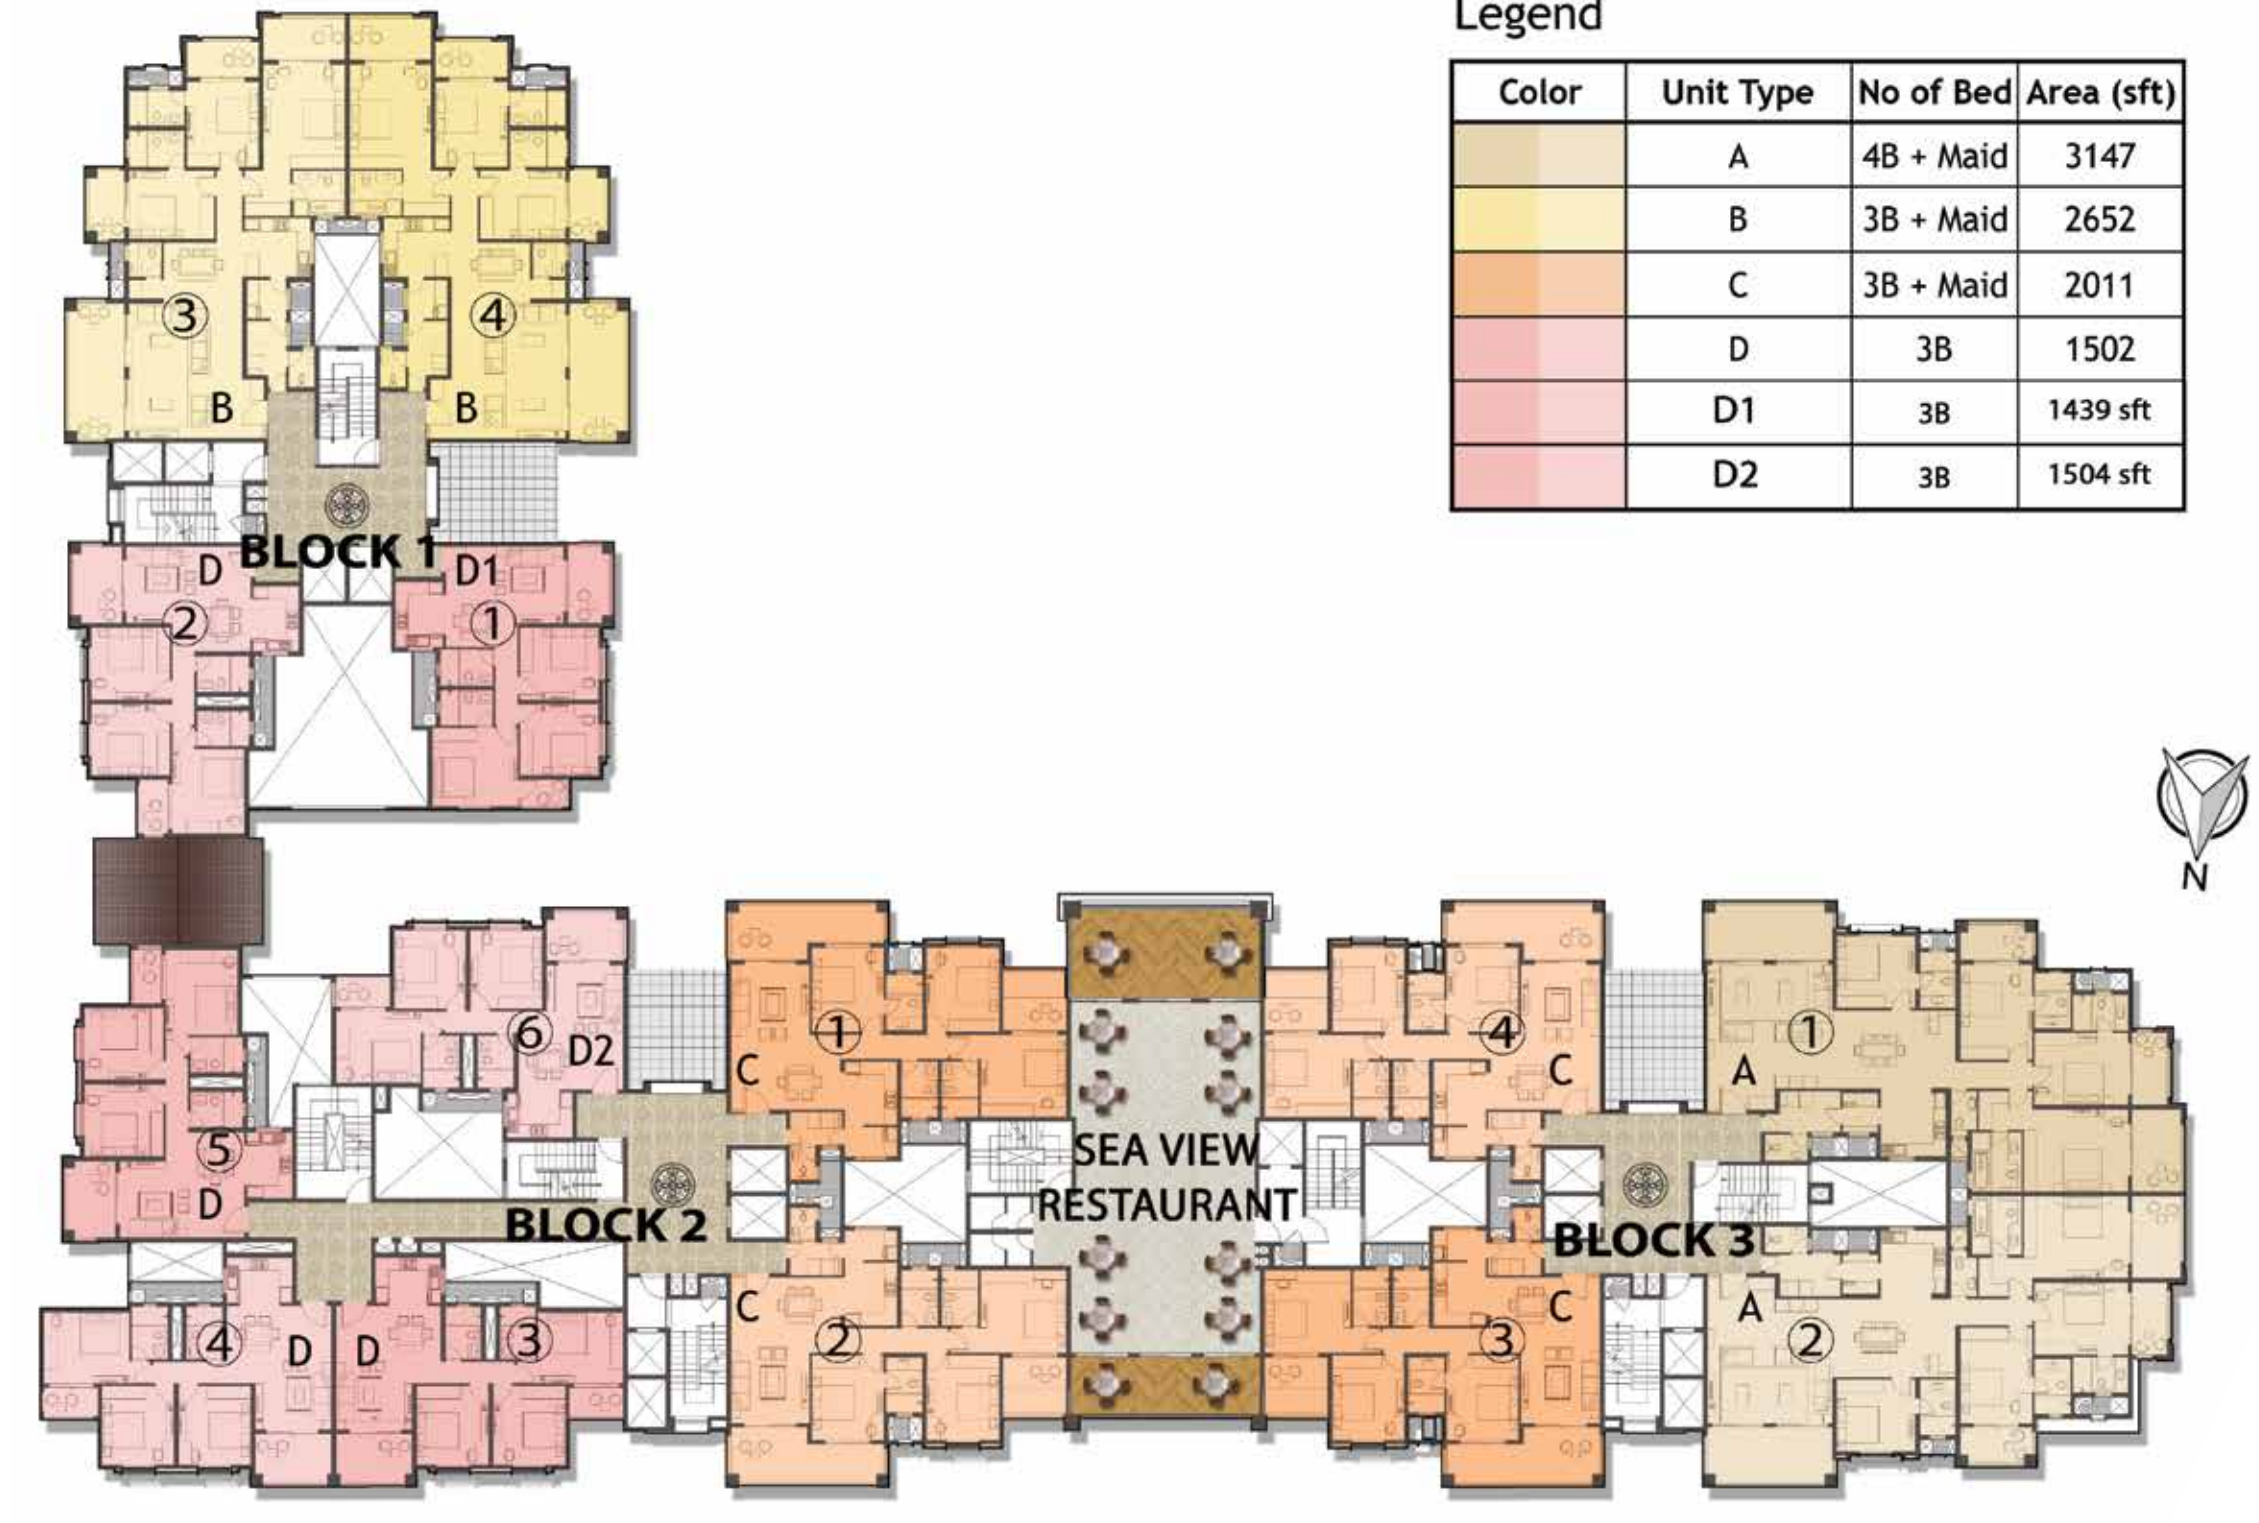 Legend
Color Unit Type No of Bed Area (sft)
A 4B + Maid 3147
B 3B + Maid 2652
C 3B + Maid 2011
D 3B 1502
D1 3B 1439 sft
D2 3B 1504 sft
3 4
B B
BLOCK 1
D D1
2 1
N
6 D2
1 C
4 C
1 A
5 D
SEA VIEW
RESTAURANT
BLOCK 2
BLOCK 3
4 D D 3
C 2
C 3
A 2